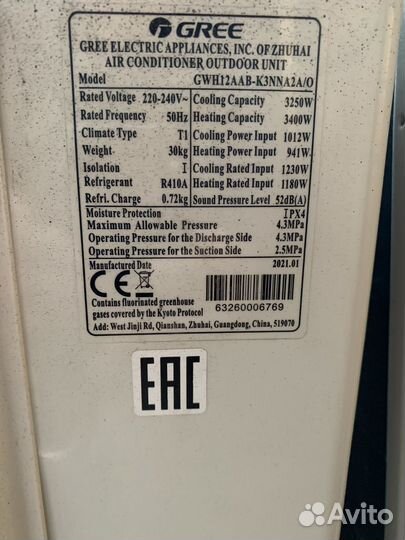 GREE
GREE ELECTRIC APPLIANCES, INC. OF ZHUHAI
AIR CONDITIONER OUTDOOR UNIT
Model GWH12AAB-K3NNA2A/O
Rated Voltage 220-240V~ Cooling Capacity 3250W
Rated Frequency 50Hz Heating Capacity 3400W
Climate Type T1 Cooling Power Input 1012W
Weight 30kg Heating Power Input 941W
Isolation I Cooling Rated Input 1230W
Refrigerant R410A Heating Rated Input 1180W
Refri. Charge 0.72kg Sound Pressure Level 52dB(A)
Moisture Protection IPX4
Maximum Allowable Pressure 4.3MPa
Operating Pressure for the Discharge Side 4.3MPa
Operating Pressure for the Suction Side 2.5MPa
Manufactured Date 2021.01
CE
Contains fluorinated greenhouse
gases covered by the Kyoto Protocol
63260006769
Add: West Jinji Rd, Qianshan, Zhuhai, Guangdong, China, 519070
EAC
Avito